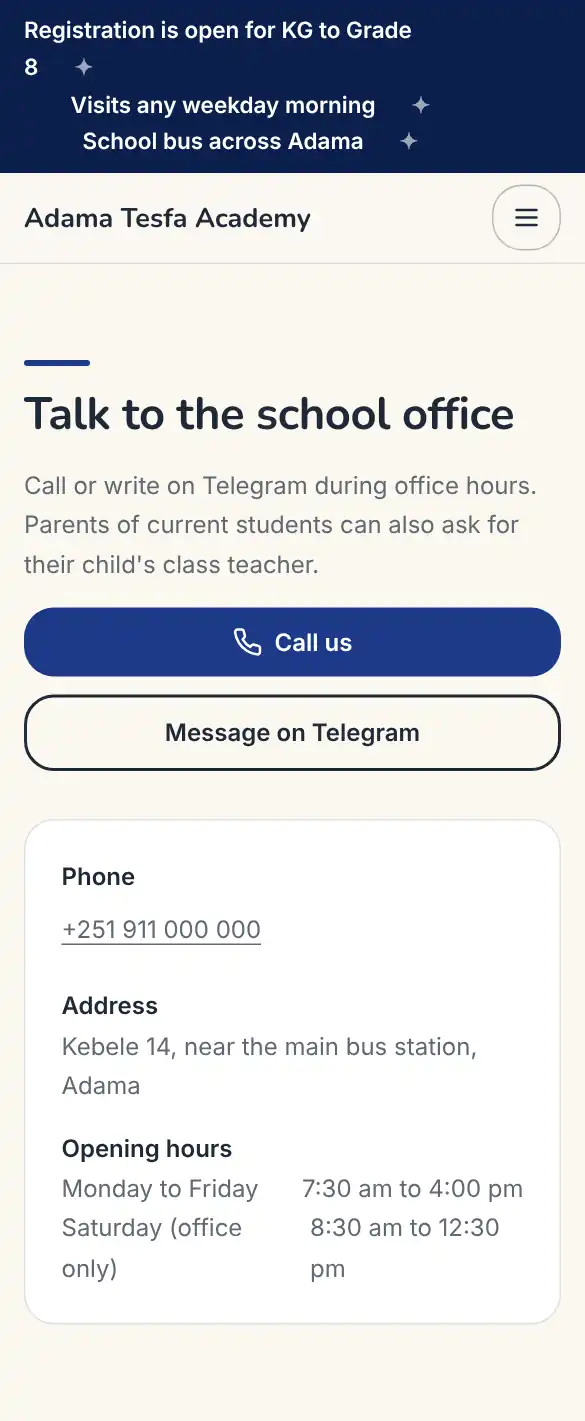 Registration is open for KG to Grade
8 ✦
Visits any weekday morning ✦
School bus across Adama ✦
Adama Tesfa Academy
Talk to the school office
Call or write on Telegram during office hours.
Parents of current students can also ask for
their child's class teacher.
Call us
Message on Telegram
Phone
+251 911 000 000
Address
Kebele 14, near the main bus station,
Adama
Opening hours
Monday to Friday 7:30 am to 4:00 pm
Saturday (office 8:30 am to 12:30
only) pm